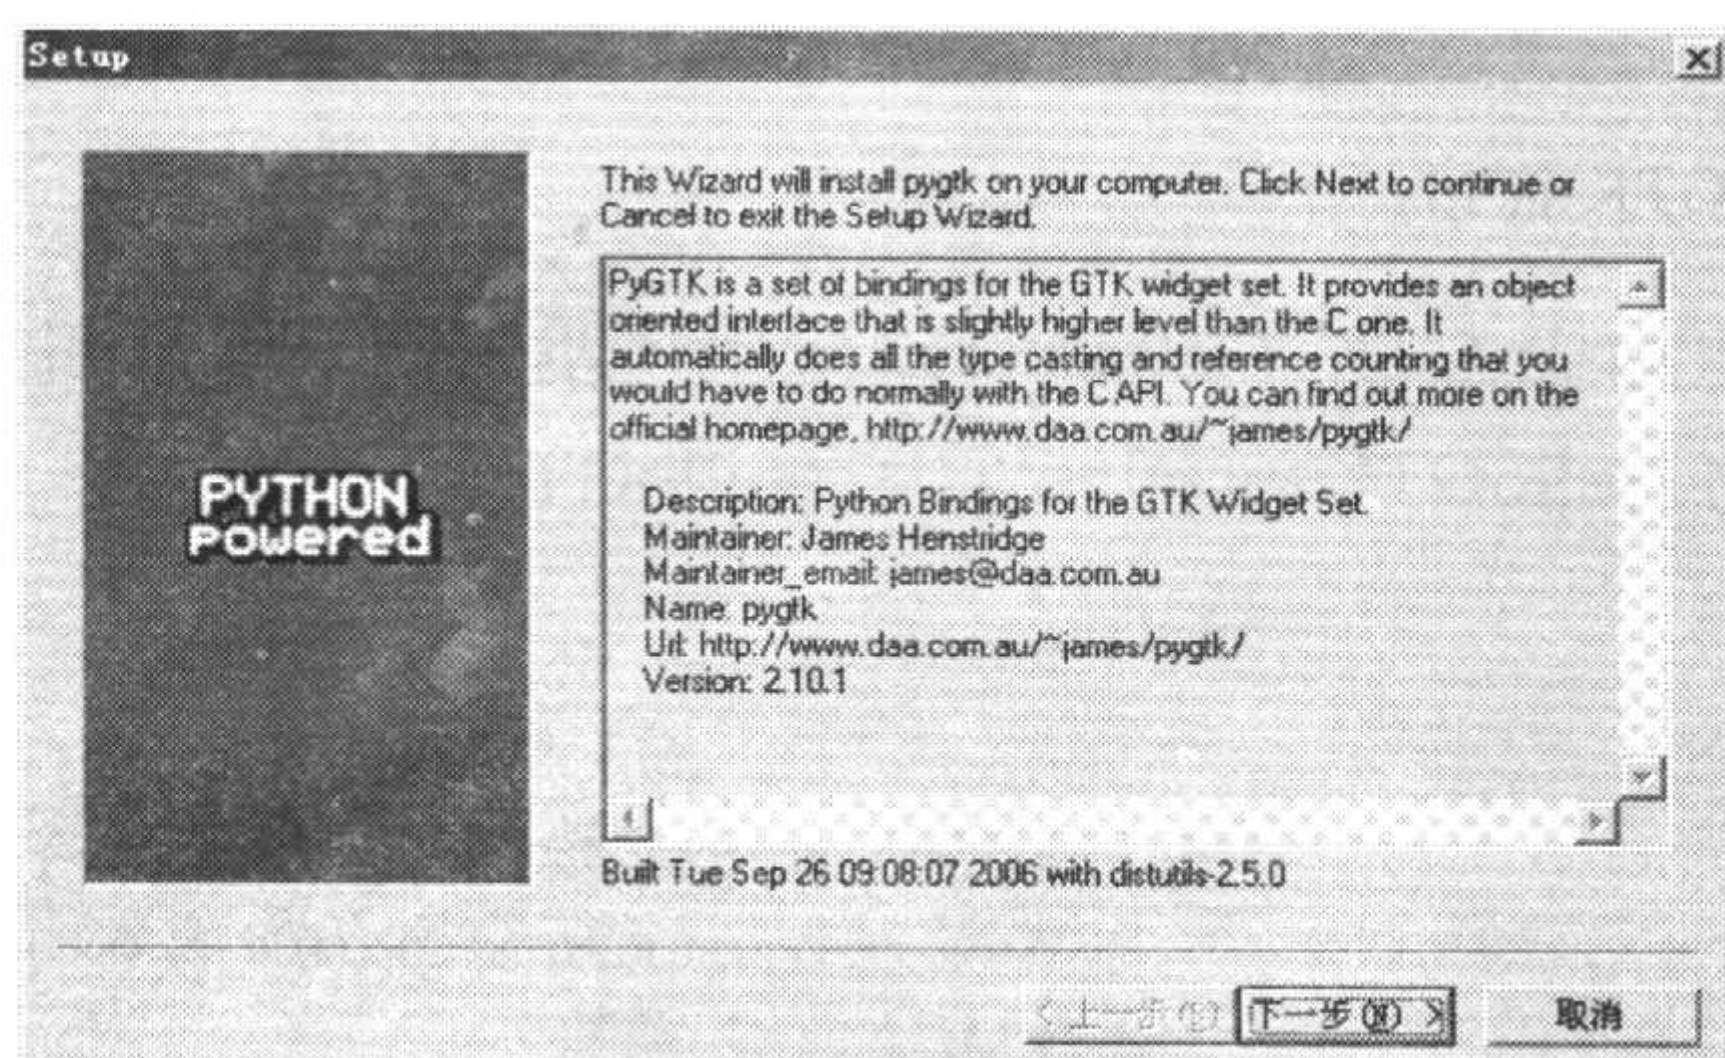 Setup
This Wizard will install pygtk on your computer. Click Next to continue or
Cancel to exit the Setup Wizard.
PyGTK is a set of bindings for the GTK widget set. It provides an object
oriented interface that is slightly higher level than the C one. It
automatically does all the type casting and reference counting that you
would have to do normally with the C API. You can find out more on the
official homepage, http://www.daa.com.au/~james/pygtk/
Description: Python Bindings for the GTK Widget Set.
Maintainer: James Henstridge
Maintainer_email: james@daa.com.au
Name: pygtk
Url: http://www.daa.com.au/~james/pygtk/
Version: 2.10.1
PYTHON
powered
Built Tue Sep 26 09:08:07 2006 with distutils-2.5.0
< 上一步(P) 下一步(N) > 取消